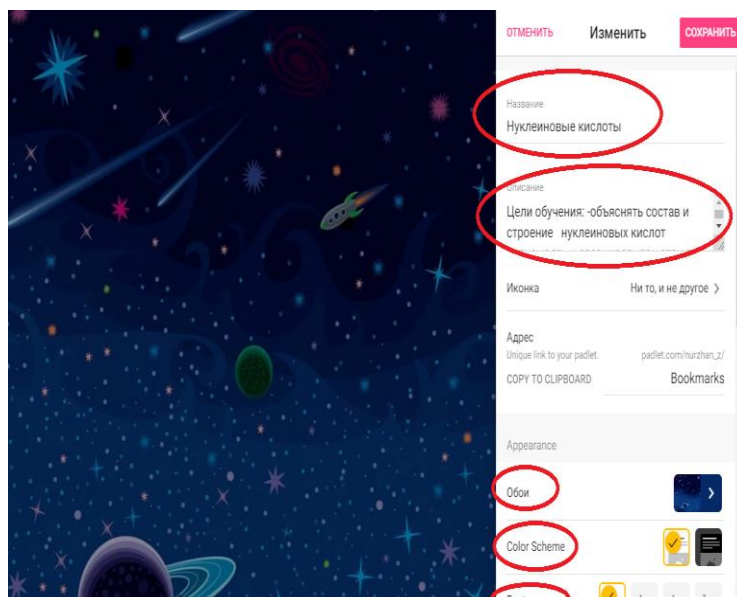 ОТМЕНИТЬ Изменить СОХРАНИТЬ
Название
Нуклеиновые кислоты
Описание
Цели обучения: -объяснять состав и
строение нуклеиновых кислот
Иконка Ни то, и не другое >
Адрес
Unique link to your padlet. padlet.com/nurzhan_z/
COPY TO CLIPBOARD Bookmarks
Appearance
Обои
Color Scheme